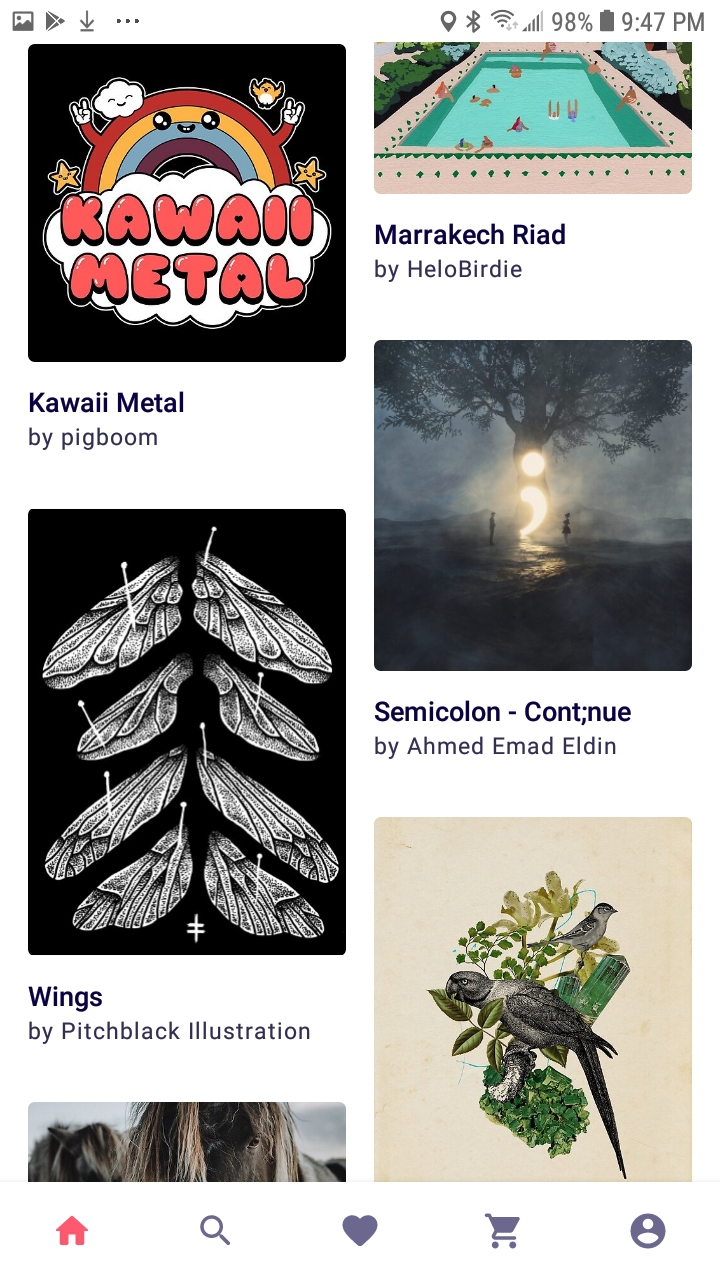 98% 9:47 PM
KAWAII
METAL
Kawaii Metal
by pigboom
Wings
by Pitchblack Illustration
Marrakech Riad
by HeloBirdie
Semicolon - Cont;nue
by Ahmed Emad Eldin